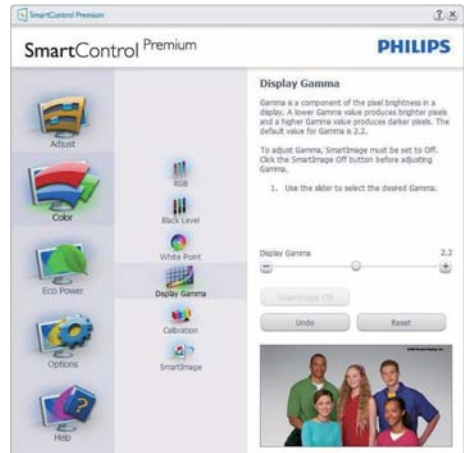 SmartControl Premium
SmartControl Premium
PHILIPS
Adjust
Color
Eco Power
Options
Help
RGB
Black Level
White Point
Display Gamma
Calibration
SmartImage
Display Gamma
Gamma is a component of the pixel brightness in a
display. A lower Gamma value produces brighter pixels
and a higher Gamma value produces darker pixels. The
default value for Gamma is 2.2.
To adjust Gamma, SmartImage must be set to Off.
Click the SmartImage Off button before adjusting
Gamma.
1. Use the slider to select the desired Gamma.
Display Gamma 2.2
SmartImage Off
Undo Reset